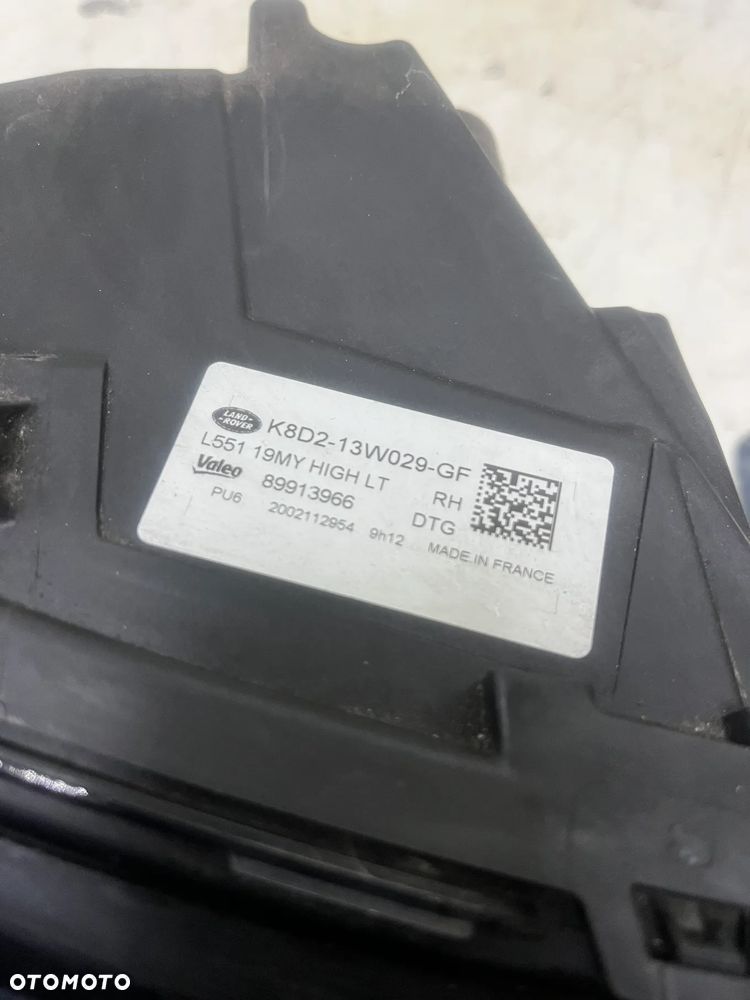 LAND-
ROVER
K8D2-13W029-GF
L551 19MY HIGH LT RH
Valeo 89913966 DTG
PU6 2002112954 9h12 MADE IN FRANCE
OTOMOTO